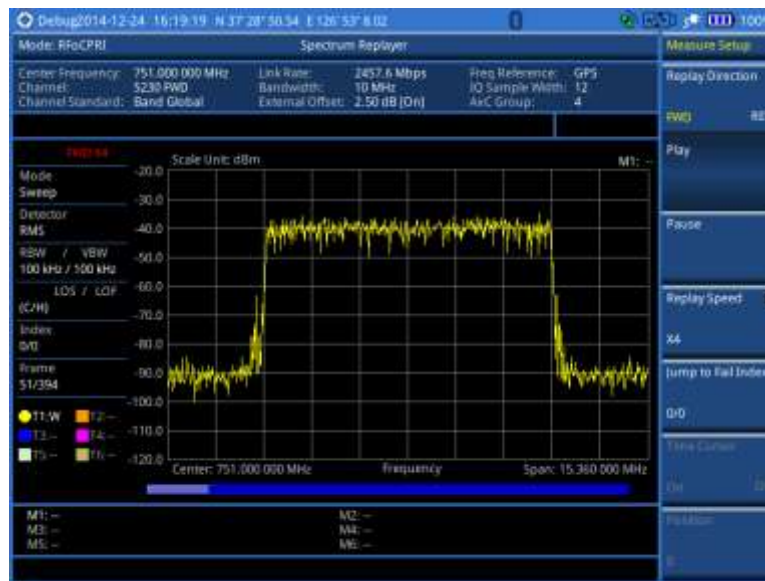 Debug2014-12-24 16:19:19 N 37° 28' 50.54 E 126° 53' 8.02 100%
Mode: RFoCPRI Spectrum Replayer Measure Setup
Center Frequency: 751.000 000 MHz Link Rate: 2457.6 Mbps Freq Reference: GPS
Channel: 5230 FWD Bandwidth: 10 MHz IQ Sample Width: 12
Channel Standard: Band Global External Offset: 2.50 dB [On] AxC Group: 4
Replay Direction
FWD RE
Play
Pause
Replay Speed
X4
Jump to Fail Index
0/0
Time Cursor
On
Position
Scale Unit: dBm M1: --
Mode
Sweep
Detector
RMS
RBW / VBW
100 kHz / 100 kHz
LOS / LOF
(C/H)
Index
0/0
Frame
51/394
T1:W T2:--
T3:-- T4:--
T5:-- T6:--
-20.0
-30.0
-40.0
-50.0
-60.0
-70.0
-80.0
-90.0
-100.0
-110.0
-120.0
Center: 751.000 000 MHz Frequency Span: 15.360 000 MHz
M1: -- M2: --
M3: -- M4: --
M5: -- M6: --